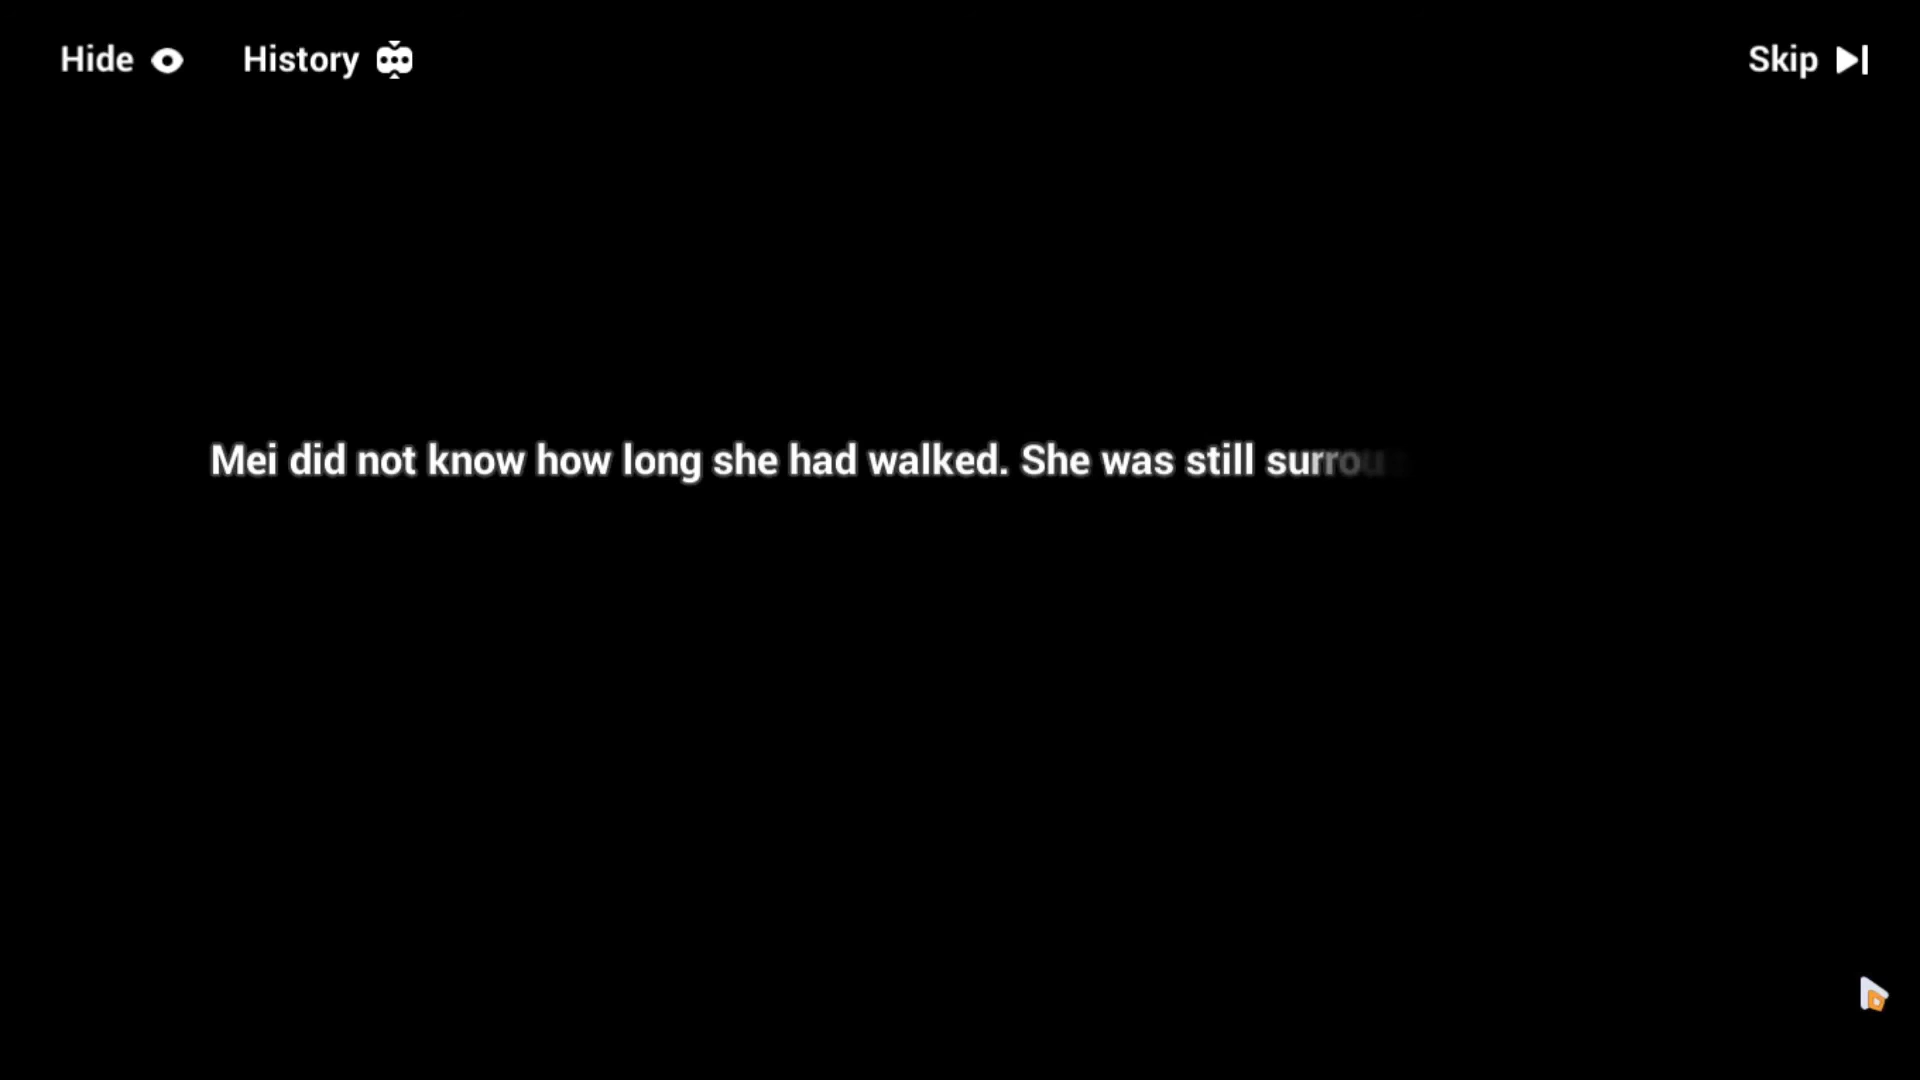 Hide
History
Skip
Mei did not know how long she had walked. She was still